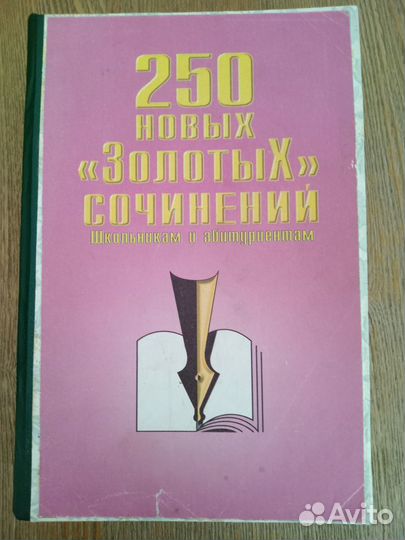 250
НОВЫХ
«ЗОЛОТЫХ»
СОЧИНЕНИЙ
Школьникам и абитуриентам
Avito